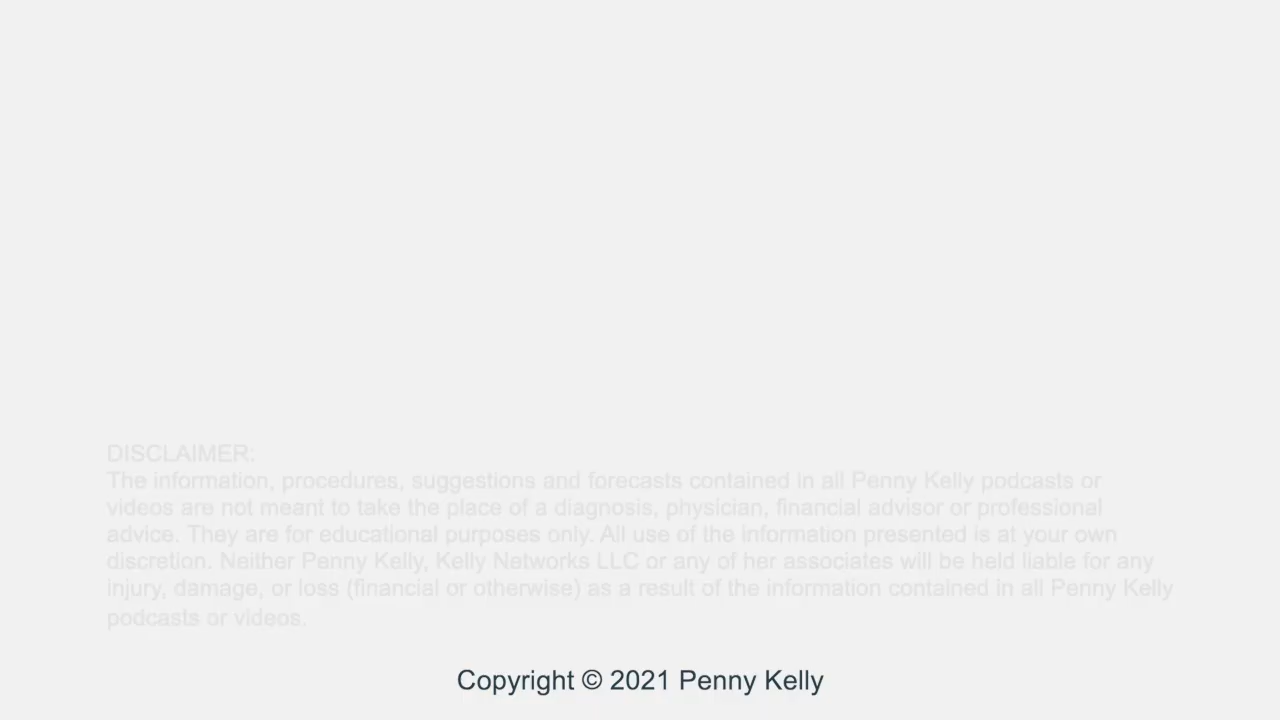 DISCLAIMER:
The information, procedures, suggestions and forecasts contained in all Penny Kelly podcasts or
videos are not meant to take the place of a diagnosis, physician, financial advisor or professional
advice. They are for educational purposes only. All use of the information presented is at your own
discretion. Neither Penny Kelly, Kelly Networks LLC or any of her associates will be held liable for any
injury, damage, or loss (financial or otherwise) as a result of the information contained in all Penny Kelly
podcasts or videos.
Copyright © 2021 Penny Kelly